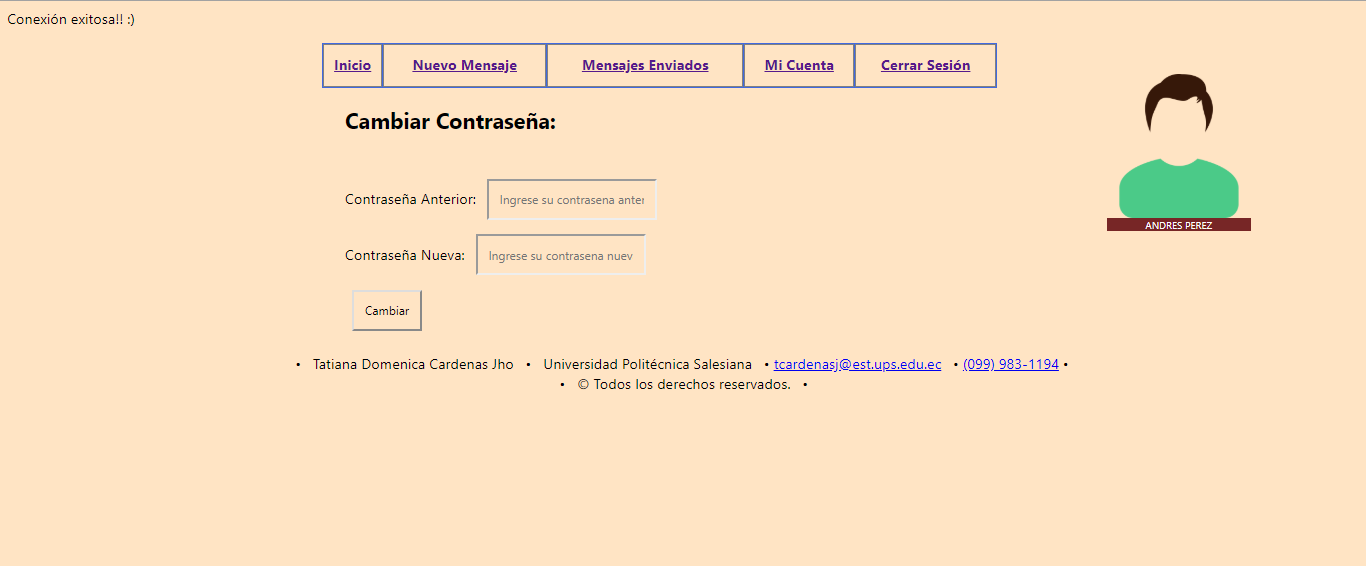 Conexión exitosa!! :)
Inicio Nuevo Mensaje Mensajes Enviados Mi Cuenta Cerrar Sesión
Cambiar Contraseña:
ANDRES PEREZ
Contraseña Anterior: Ingrese su contrasena anter
Contraseña Nueva: Ingrese su contrasena nuev
Cambiar
• Tatiana Domenica Cardenas Jho • Universidad Politécnica Salesiana • tcardenasj@est.ups.edu.ec • (099) 983-1194 •
• © Todos los derechos reservados. •